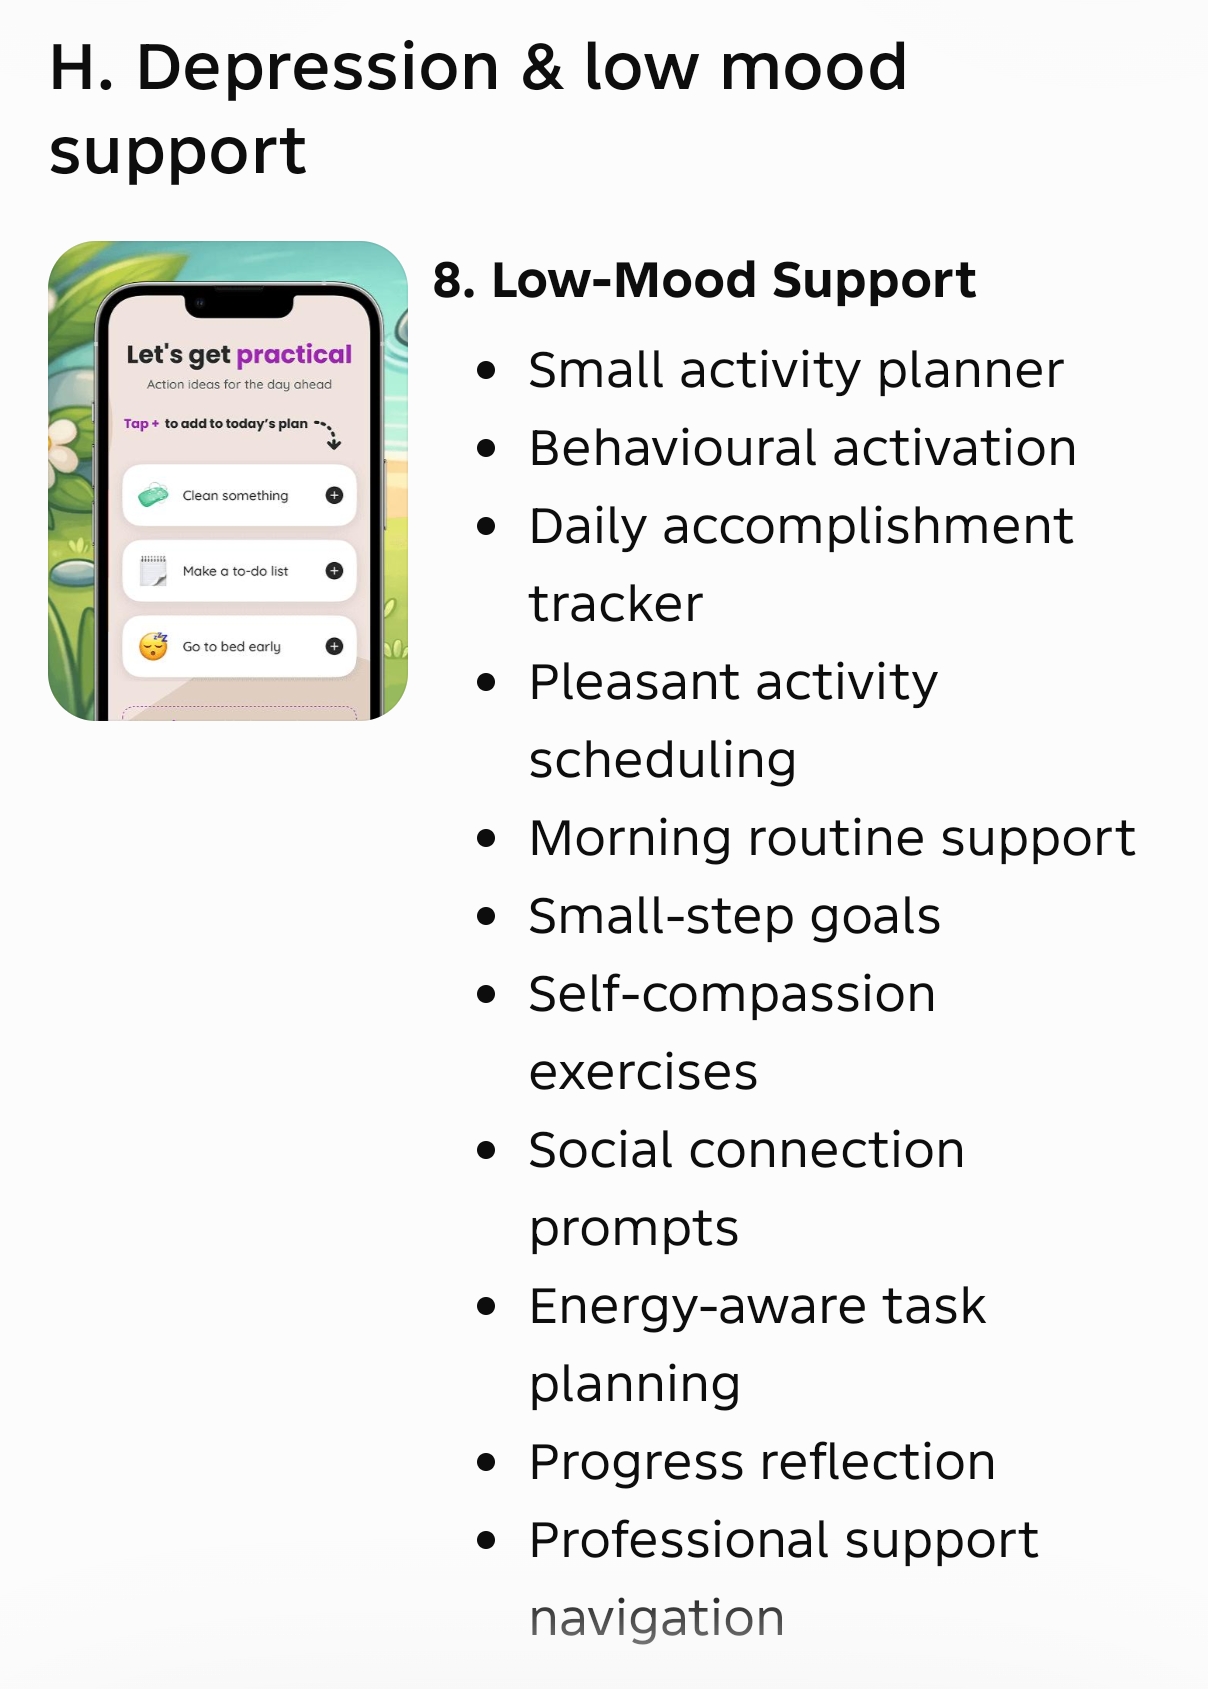 H. Depression & low mood
support
Let's get practical
Action ideas for the day ahead
Tap + to add to today's plan
Clean something
Make a to-do list
Go to bed early
8. Low-Mood Support
• Small activity planner
• Behavioural activation
• Daily accomplishment
tracker
• Pleasant activity
scheduling
• Morning routine support
• Small-step goals
• Self-compassion
exercises
• Social connection
prompts
• Energy-aware task
planning
• Progress reflection
• Professional support
navigation